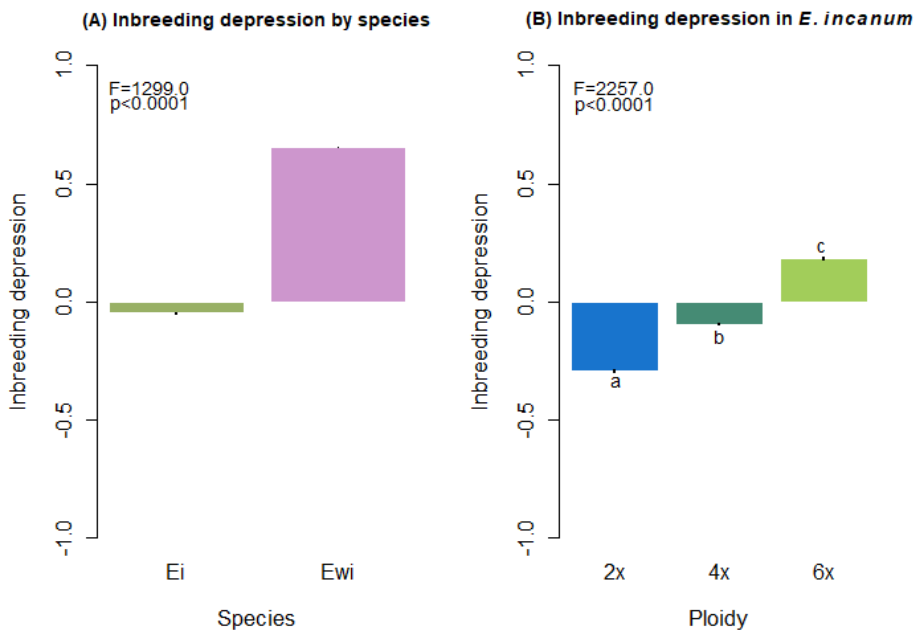 (A) Inbreeding depression by species
F=1299.0
p<0.0001
Inbreeding depression
1.0
0.5
0.0
-0.5
-1.0
Ei Ewi
Species
(B) Inbreeding depression in E. incanum
F=2257.0
p<0.0001
Inbreeding depression
1.0
0.5
0.0
-0.5
-1.0
c
b
a
2x 4x 6x
Ploidy